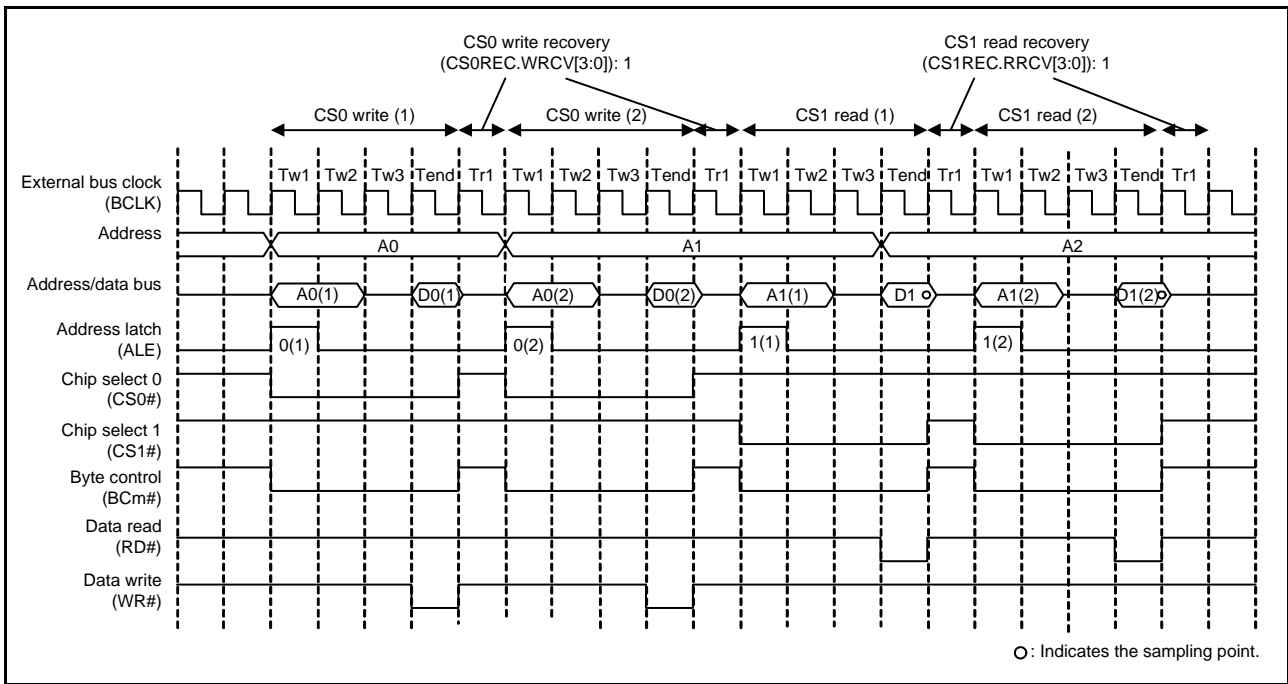 CS0 write recovery
(CS0REC.WRCV[3:0]): 1
CS1 read recovery
(CS1REC.RRCV[3:0]): 1
CS0 write (1) CS0 write (2) CS1 read (1) CS1 read (2)
Tw1 Tw2 Tw3 Tend Tr1 Tw1 Tw2 Tw3 Tend Tr1 Tw1 Tw2 Tw3 Tend Tr1 Tw1 Tw2 Tw3 Tend Tr1
External bus clock
(BCLK)
Address
A0 A1 A2
Address/data bus
A0(1) D0(1) A0(2) D0(2) A1(1) D1 A1(2) D1(2)
Address latch
(ALE)
0(1) 0(2) 1(1) 1(2)
Chip select 0
(CS0#)
Chip select 1
(CS1#)
Byte control
(BCm#)
Data read
(RD#)
Data write
(WR#)
: Indicates the sampling point.